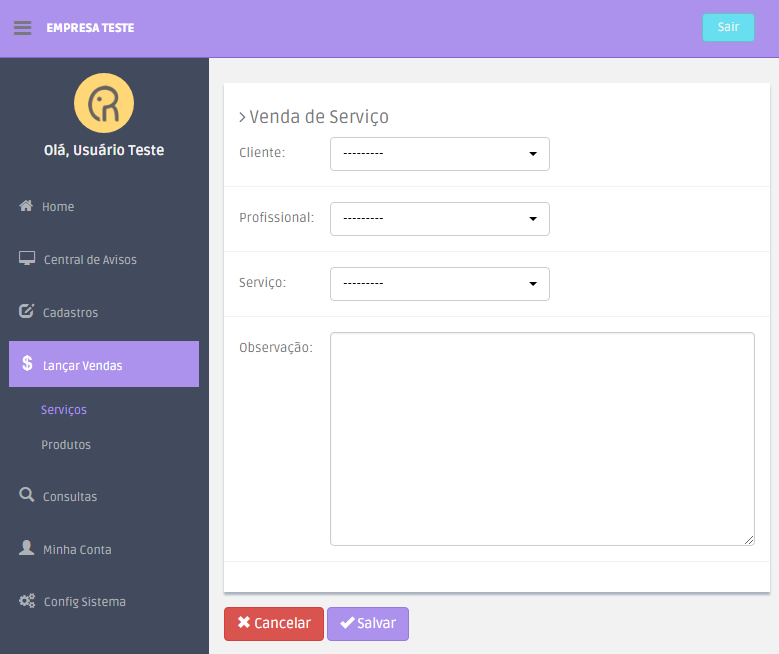 EMPRESA TESTE
Sair
Olá, Usuário Teste
Home
Central de Avisos
Cadastros
$ Lançar Vendas
Serviços
Produtos
Consultas
Minha Conta
Config Sistema
> Venda de Serviço
Cliente: ---------
Profissional: ---------
Serviço: ---------
Observação:
Cancelar
Salvar